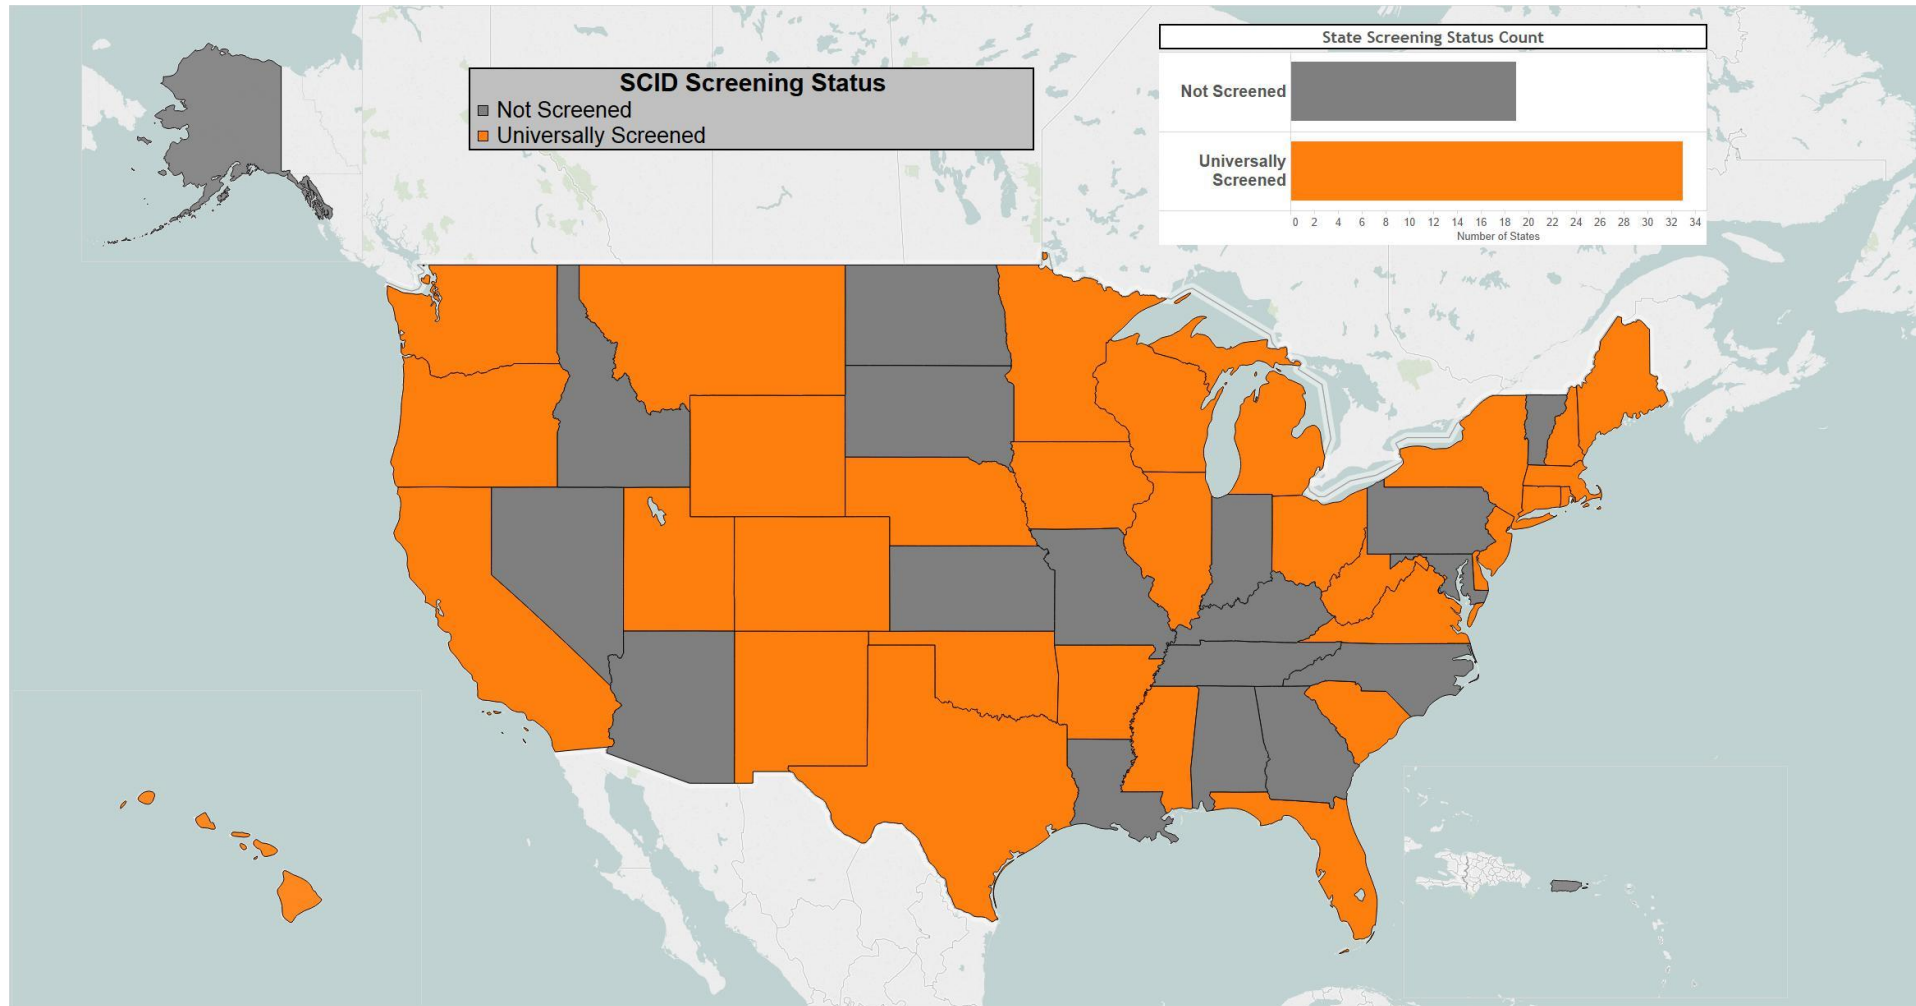 SCID Screening Status
Not Screened
Universally Screened
State Screening Status Count
Not Screened
Universally
Screened
0 2 4 6 8 10 12 14 16 18 20 22 24 26 28 30 32 34
Number of States